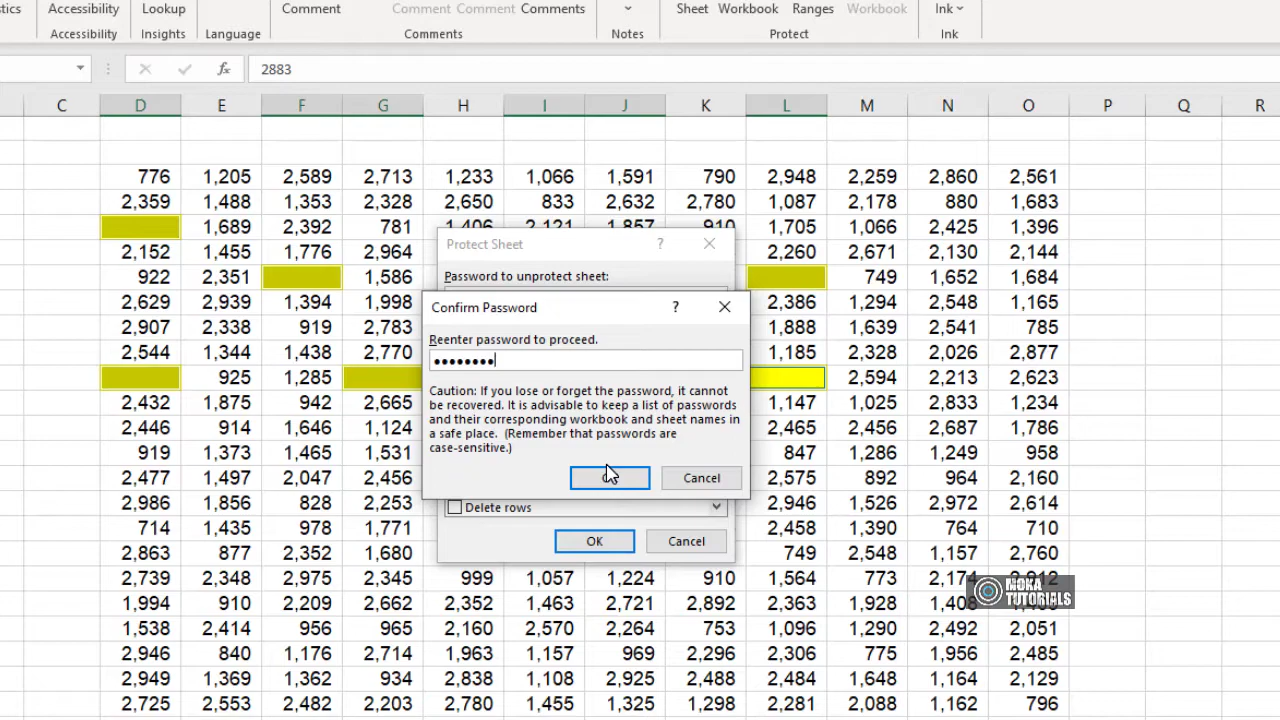 Accessibility Lookup Comment Comment Comment Comments Sheet Workbook Ranges Workbook Ink
Accessibility Insights Language Comments Notes Protect Ink
fx 2883
C D E F G H I J K L M N O P Q R
776 1,205 2,589 2,713 1,233 1,066 1,591 790 2,948 2,259 2,860 2,561
2,359 1,488 1,353 2,328 2,650 833 2,632 2,780 1,087 2,178 880 1,683
1,689 2,392 781 1,406 2,121 1,857 910 1,705 1,066 2,425 1,396
Protect Sheet ?
2,152 1,455 1,776 2,964 2,260 2,671 2,130 2,144
922 2,351 1,586 Password to unprotect sheet: 749 1,652 1,684
2,629 2,939 1,394 1,998 Confirm Password ? 2,386 1,294 2,548 1,165
2,907 2,338 919 2,783 Reenter password to proceed. 1,888 1,639 2,541 785
2,544 1,344 1,438 2,770 1,185 2,328 2,026 2,877
925 1,285 2,594 2,213 2,623
Caution: If you lose or forget the password, it cannot
2,432 1,875 942 2,665 be recovered. It is advisable to keep a list of passwords 1,147 1,025 2,833 1,234
and their corresponding workbook and sheet names in
2,446 914 1,646 1,124 a safe place. (Remember that passwords are 2,465 2,456 2,687 1,786
919 1,373 1,465 1,531 case-sensitive.) 847 1,286 1,249 958
2,477 1,497 2,047 2,456 Cancel 2,575 892 964 2,160
2,986 1,856 828 2,253 Delete rows 2,946 1,526 2,972 2,614
714 1,435 978 1,771 OK Cancel 2,458 1,390 764 710
2,863 877 2,352 1,680 749 2,548 1,157 2,760
2,739 2,348 2,975 2,345 999 1,057 1,224 910 1,564 773 2,174
MOKA
TUTORIALS
1,994 910 2,209 2,662 2,352 1,463 2,721 2,892 2,363 1,928 1,408
1,538 2,414 956 965 2,160 2,570 2,264 753 1,096 1,290 2,492 2,051
2,946 840 1,176 2,714 1,963 1,157 969 2,296 2,306 775 1,956 2,485
2,949 1,369 1,362 934 2,838 1,108 2,925 2,488 2,484 1,648 1,164 2,129
2,725 2,553 2,482 2,203 2,780 1,455 1,325 1,298 2,281 2,088 1,162 796